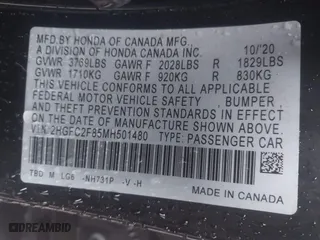 MFD.BY HONDA OF CANADA MFG., 10/'20
A DIVISION OF HONDA CANADA INC.
GVWR 3769LBS GAWR F 2028LBS R 1829LBS
GVWR 1710KG GAWR F 920KG R 830KG
THIS VEHICLE CONFORMS TO ALL APPLICABLE
FEDERAL MOTOR VEHICLE SAFETY, BUMPER,
AND THEFT PREVENTION STANDARDS IN EFFECT ON
THE DATE OF MANUFACTURE SHOWN ABOVE.
V.I.N: 2HGFC2F85MH501480 TYPE: PASSENGER CAR
TBD M LG6 -NH731P -V -H
MADE IN CANADA